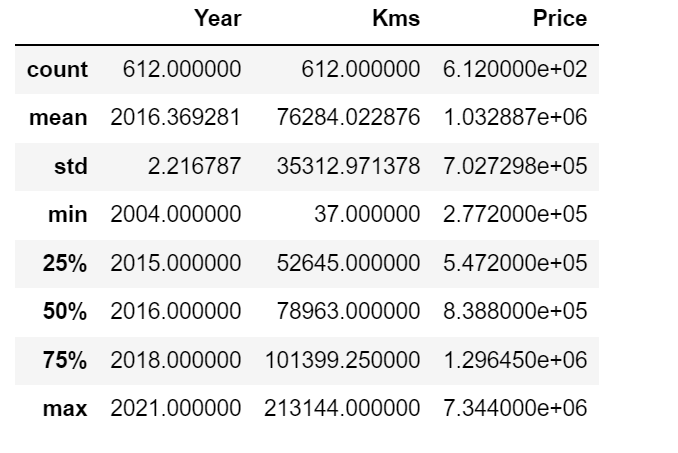 Year Kms Price
count 612.000000 612.000000 6.120000e+02
mean 2016.369281 76284.022876 1.032887e+06
std 2.216787 35312.971378 7.027298e+05
min 2004.000000 37.000000 2.772000e+05
25% 2015.000000 52645.000000 5.472000e+05
50% 2016.000000 78963.000000 8.388000e+05
75% 2018.000000 101399.250000 1.296450e+06
max 2021.000000 213144.000000 7.344000e+06